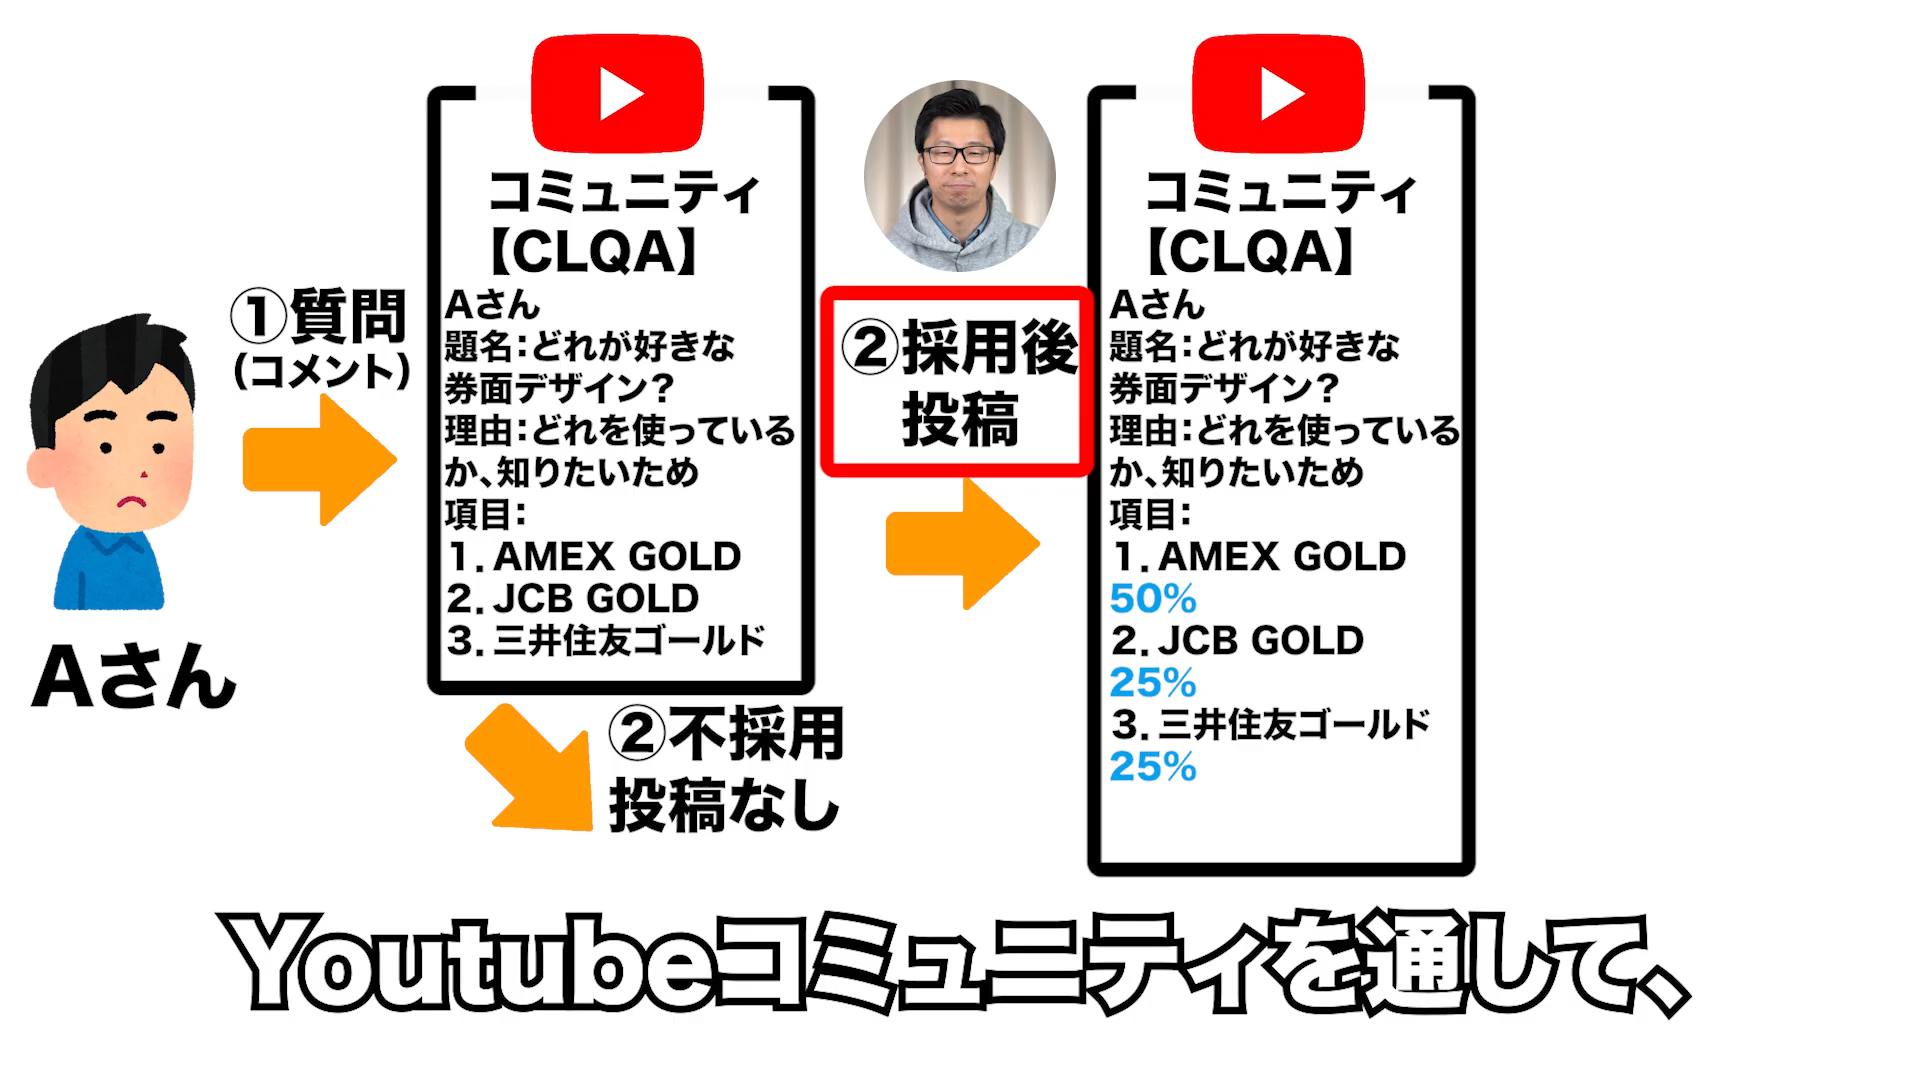 Aさん
①質問
(コメント)
コミュニティ
【CLQA】
Aさん
題名:どれが好きな
券面デザイン?
理由:どれを使っている
か、知りたいため
項目:
1. AMEX GOLD
2. JCB GOLD
3. 三井住友ゴールド
②不採用
投稿なし
②採用後
投稿
コミュニティ
【CLQA】
Aさん
題名:どれが好きな
券面デザイン?
理由:どれを使っている
か、知りたいため
項目:
1. AMEX GOLD
50%
2. JCB GOLD
25%
3. 三井住友ゴールド
25%
Youtubeコミュニティを通して、